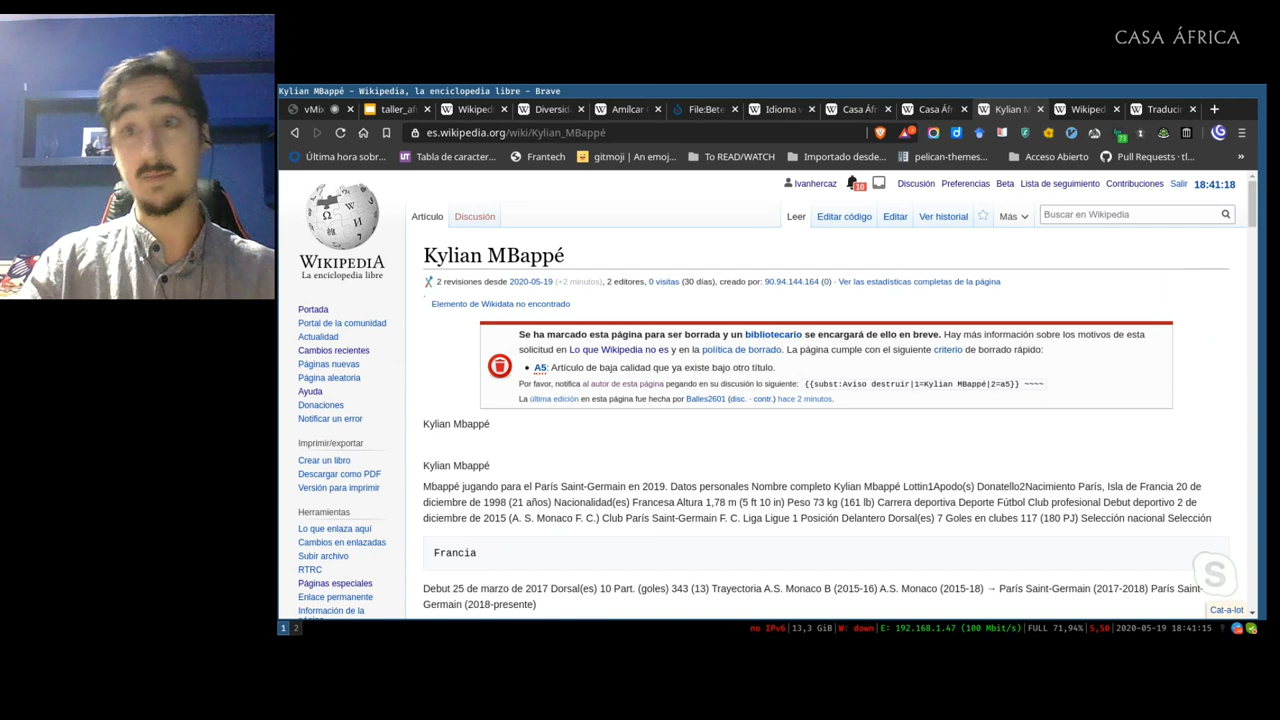 CASA ÁFRICA
Kylian MBappé - Wikipedia, la enciclopedia libre - Brave
vMix
taller_af
Wikiped
Diversida
Amílcar
File:Bete
Idioma
Casa Áf
Casa Áf
Kylian M
Wikiped
Traducir
es.wikipedia.org/wiki/Kylian_MBappé
Última hora sobr...
Tabla de caracter...
Frantech
gitmoji | An emoj...
To READ/WATCH
Importado desde...
pelican-themes...
Acceso Abierto
Pull Requests · tl...
»
Ivanhercaz 10 Discusión Preferencias Beta Lista de seguimiento Contribuciones Salir 18:41:18
Artículo Discusión Leer Editar código Editar Ver historial Más Buscar en Wikipedia
WIKIPEDIA
La enciclopedia libre
Portada
Portal de la comunidad
Actualidad
Cambios recientes
Páginas nuevas
Página aleatoria
Ayuda
Donaciones
Notificar un error
Imprimir/exportar
Crear un libro
Descargar como PDF
Versión para imprimir
Herramientas
Lo que enlaza aquí
Cambios en enlazadas
Subir archivo
RTRC
Páginas especiales
Enlace permanente
Información de la
Kylian MBappé
2 revisiones desde 2020-05-19 (+2 minutos), 2 editores, 0 visitas (30 días), creado por: 90.94.144.164 (0) · Ver las estadísticas completas de la página
Elemento de Wikidata no encontrado
Se ha marcado esta página para ser borrada y un bibliotecario se encargará de ello en breve. Hay más información sobre los motivos de esta
solicitud en Lo que Wikipedia no es y en la política de borrado. La página cumple con el siguiente criterio de borrado rápido:
• A5: Artículo de baja calidad que ya existe bajo otro título.
Por favor, notifica al autor de esta página pegando en su discusión lo siguiente: {{subst:Aviso destruir|1=Kylian MBappé|2=a5}} ~~~~
La última edición en esta página fue hecha por Balles2601 (disc. · contr.) hace 2 minutos.
Kylian Mbappé
Kylian Mbappé
Mbappé jugando para el París Saint-Germain en 2019. Datos personales Nombre completo Kylian Mbappé Lottin1Apodo(s) Donatello2Nacimiento París, Isla de Francia 20 de
diciembre de 1998 (21 años) Nacionalidad(es) Francesa Altura 1,78 m (5 ft 10 in) Peso 73 kg (161 lb) Carrera deportiva Deporte Fútbol Club profesional Debut deportivo 2 de
diciembre de 2015 (A. S. Monaco F. C.) Club París Saint-Germain F. C. Liga Ligue 1 Posición Delantero Dorsal(es) 7 Goles en clubes 117 (180 PJ) Selección nacional Selección
Francia
Debut 25 de marzo de 2017 Dorsal(es) 10 Part. (goles) 343 (13) Trayectoria A.S. Monaco B (2015-16) A.S. Monaco (2015-18) → París Saint-Germain (2017-2018) París Saint-
Germain (2018-presente)
Cat-a-lot
1 2 no IPv6|13,3 GiB|W: down|E: 192.168.1.47 (100 Mbit/s)|FULL 71,94%|5,50|2020-05-19 18:41:15